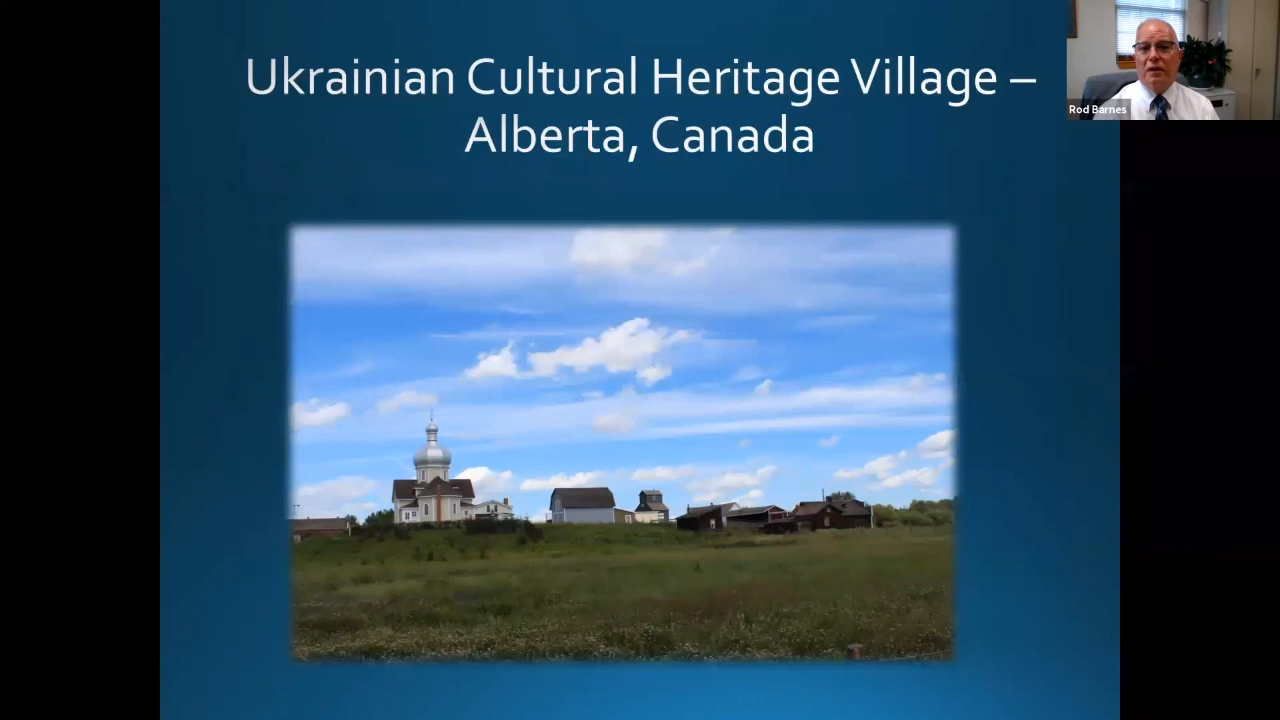 Ukrainian Cultural Heritage Village –
Alberta, Canada
Rod Barnes